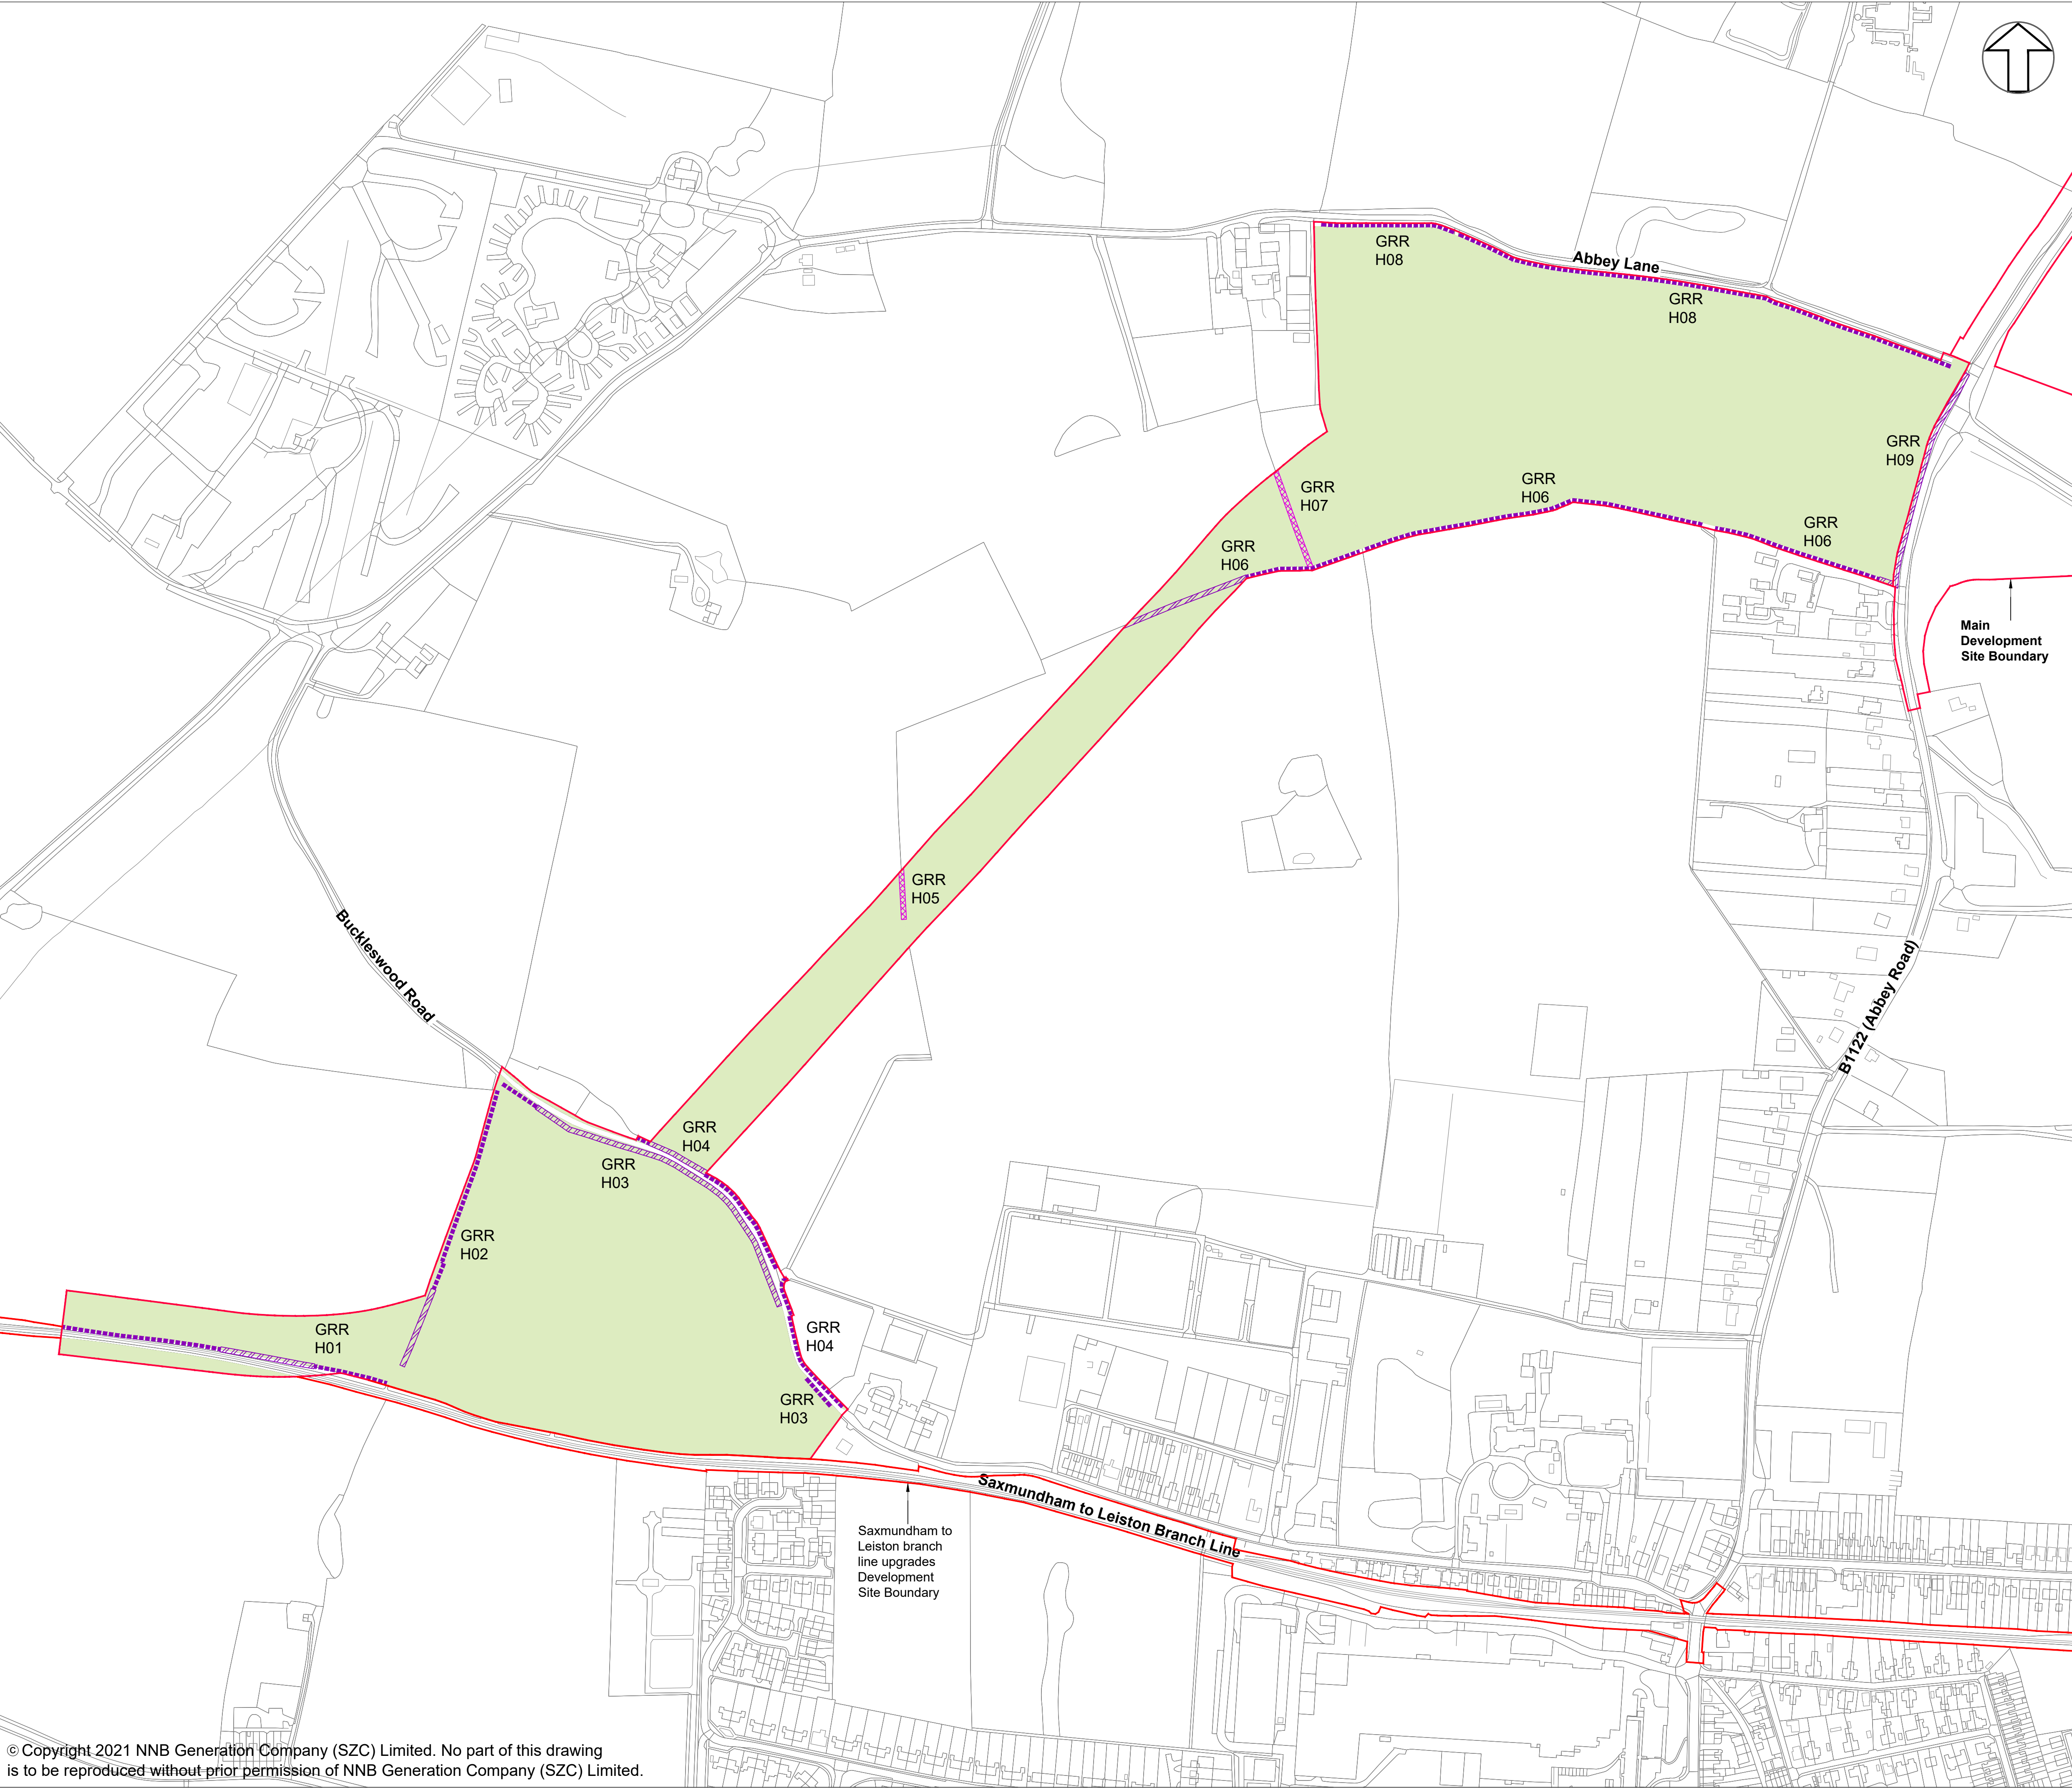 GRR
H08
Abbey Lane
GRR
H08
GRR
H09
GRR
H07
GRR
H06
GRR
H06
GRR
H06
Main
Development
Site Boundary
GRR
H05
Buckleswood Road
B1122 (Abbey Road)
GRR
H04
GRR
H03
GRR
H02
GRR
H01
GRR
H04
GRR
H03
Saxmundham to Leiston Branch Line
Saxmundham to
Leiston branch
line upgrades
Development
Site Boundary
© Copyright 2021 NNB Generation Company (SZC) Limited. No part of this drawing
is to be reproduced without prior permission of NNB Generation Company (SZC) Limited.